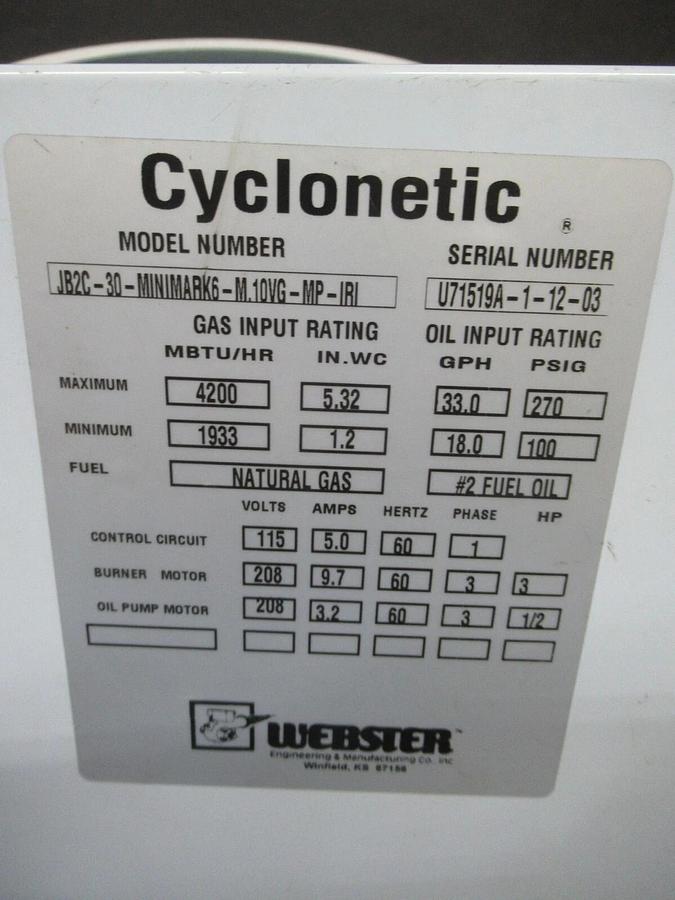 Cyclonetic ®
MODEL NUMBER SERIAL NUMBER
JB2C-30-MINIMARK6-M.10VG-MP-IRI U71519A-1-12-03
GAS INPUT RATING OIL INPUT RATING
MBTU/HR IN.WC GPH PSIG
MAXIMUM 4200 5.32 33.0 270
MINIMUM 1933 1.2 18.0 100
FUEL NATURAL GAS #2 FUEL OIL
VOLTS AMPS HERTZ PHASE HP
CONTROL CIRCUIT 115 5.0 60 1
BURNER MOTOR 208 9.7 60 3 3
OIL PUMP MOTOR 208 3.2 60 3 1/2
WEBSTER™
Engineering & Manufacturing Co., Inc
Winfield, KS 67156